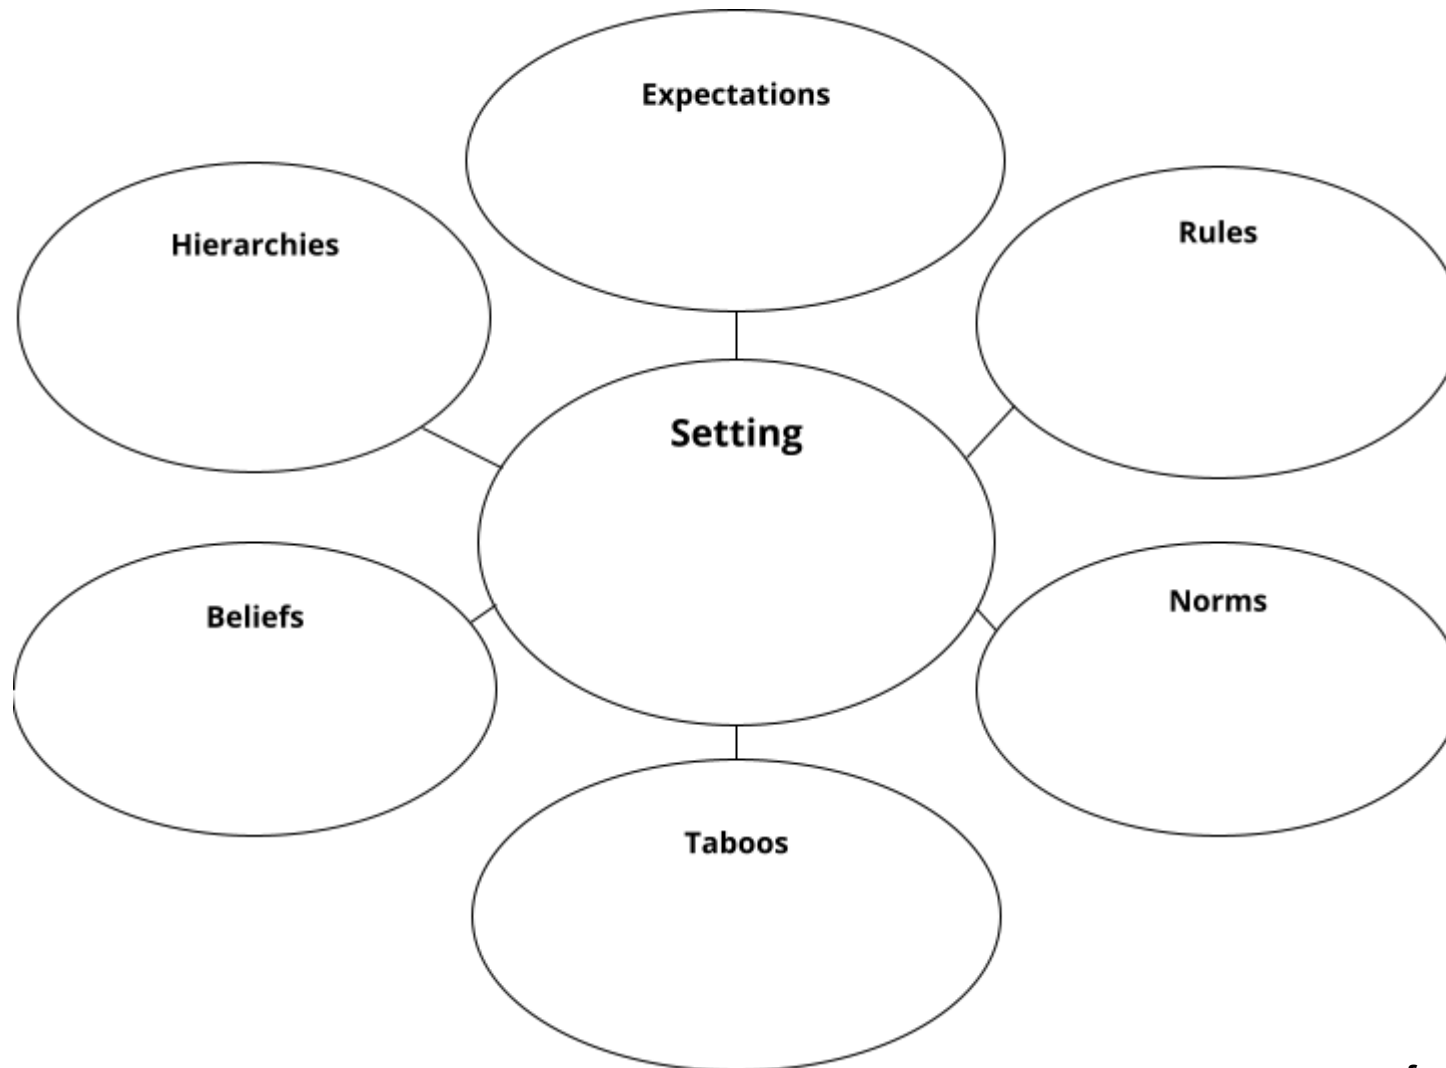 Expectations
Hierarchies
Rules
Setting
Beliefs
Norms
Taboos